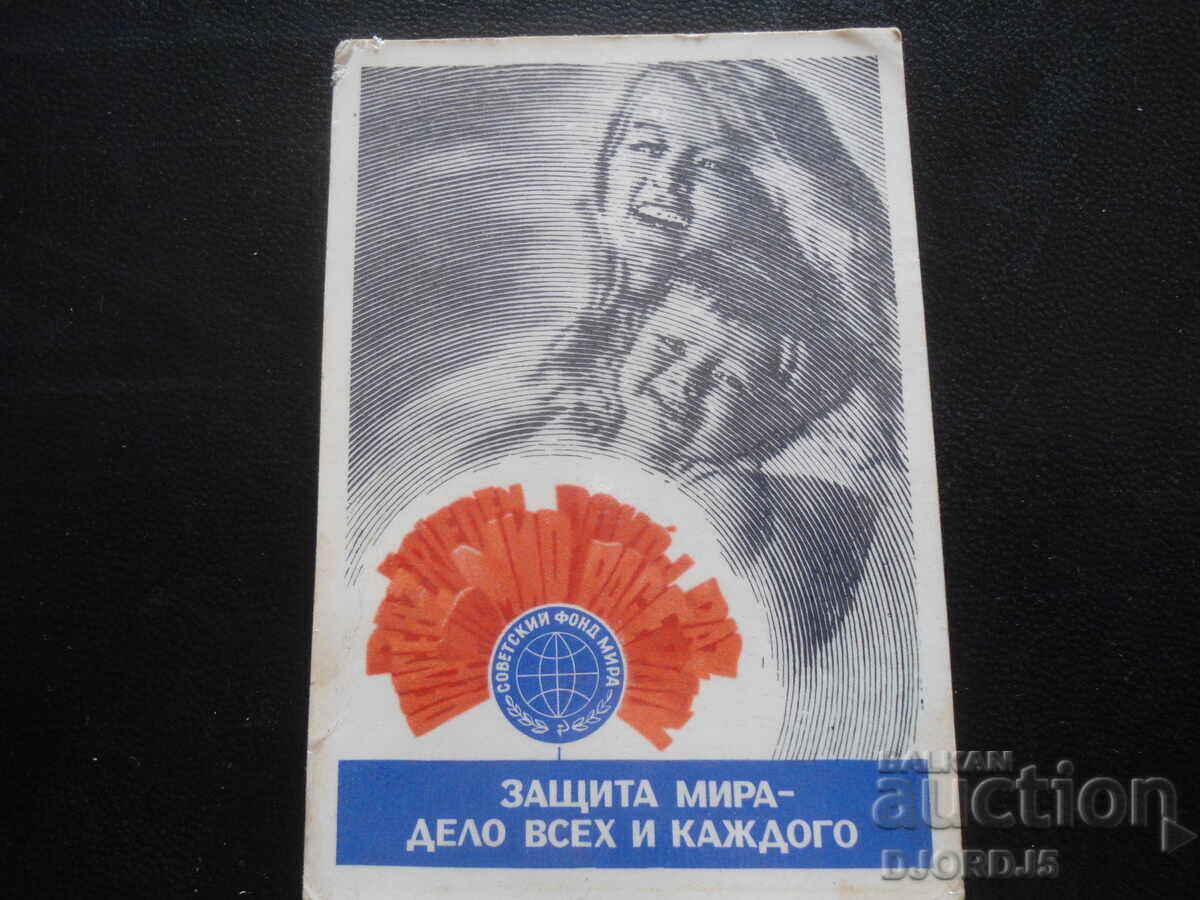 СОВЕТСКИЙ ФОНД МИРА
ЗАЩИТА МИРА-
ДЕЛО ВСЕХ И КАЖДОГО
BALKAN
auction
DJORDJ5